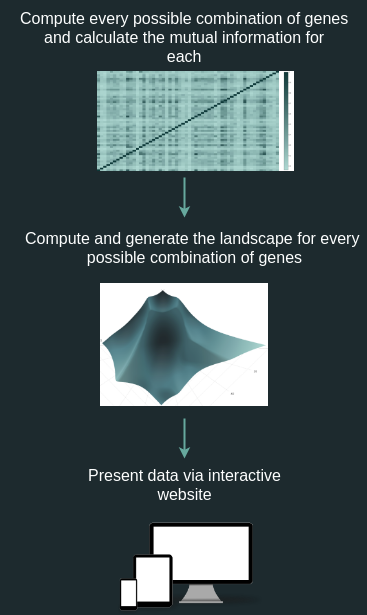 Compute every possible combination of genes
and calculate the mutual information for
each
Compute and generate the landscape for every
possible combination of genes
Present data via interactive
website